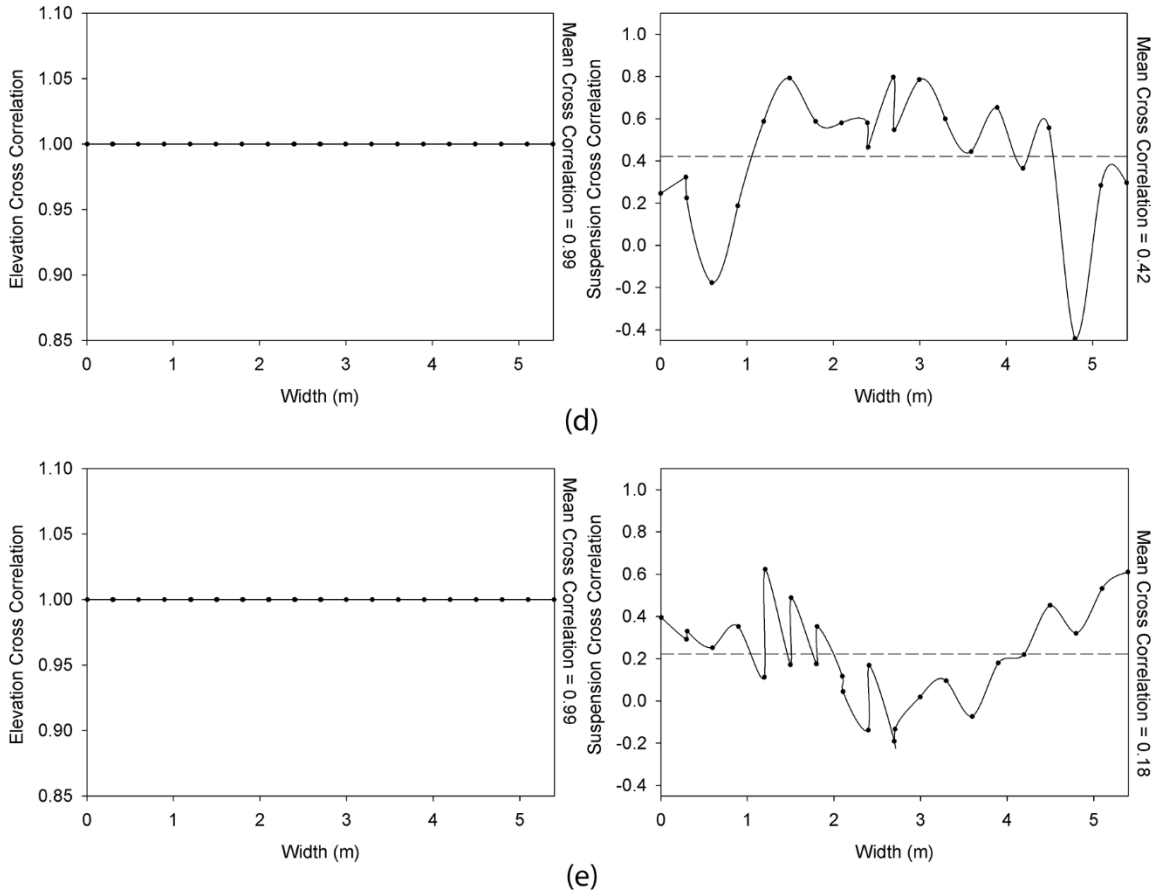 1.10
1.05
1.00
0.95
0.90
0.85
Elevation Cross Correlation
0 1 2 3 4 5
Width (m)
Mean Cross Correlation = 0.99
1.0
0.8
0.6
0.4
0.2
0.0
-0.2
-0.4
Suspension Cross Correlation
0 1 2 3 4 5
Width (m)
Mean Cross Correlation = 0.42
(d)
1.10
1.05
1.00
0.95
0.90
0.85
Elevation Cross Correlation
0 1 2 3 4 5
Width (m)
Mean Cross Correlation = 0.99
1.0
0.8
0.6
0.4
0.2
0.0
-0.2
-0.4
Suspension Cross Correlation
0 1 2 3 4 5
Width (m)
Mean Cross Correlation = 0.18
(e)